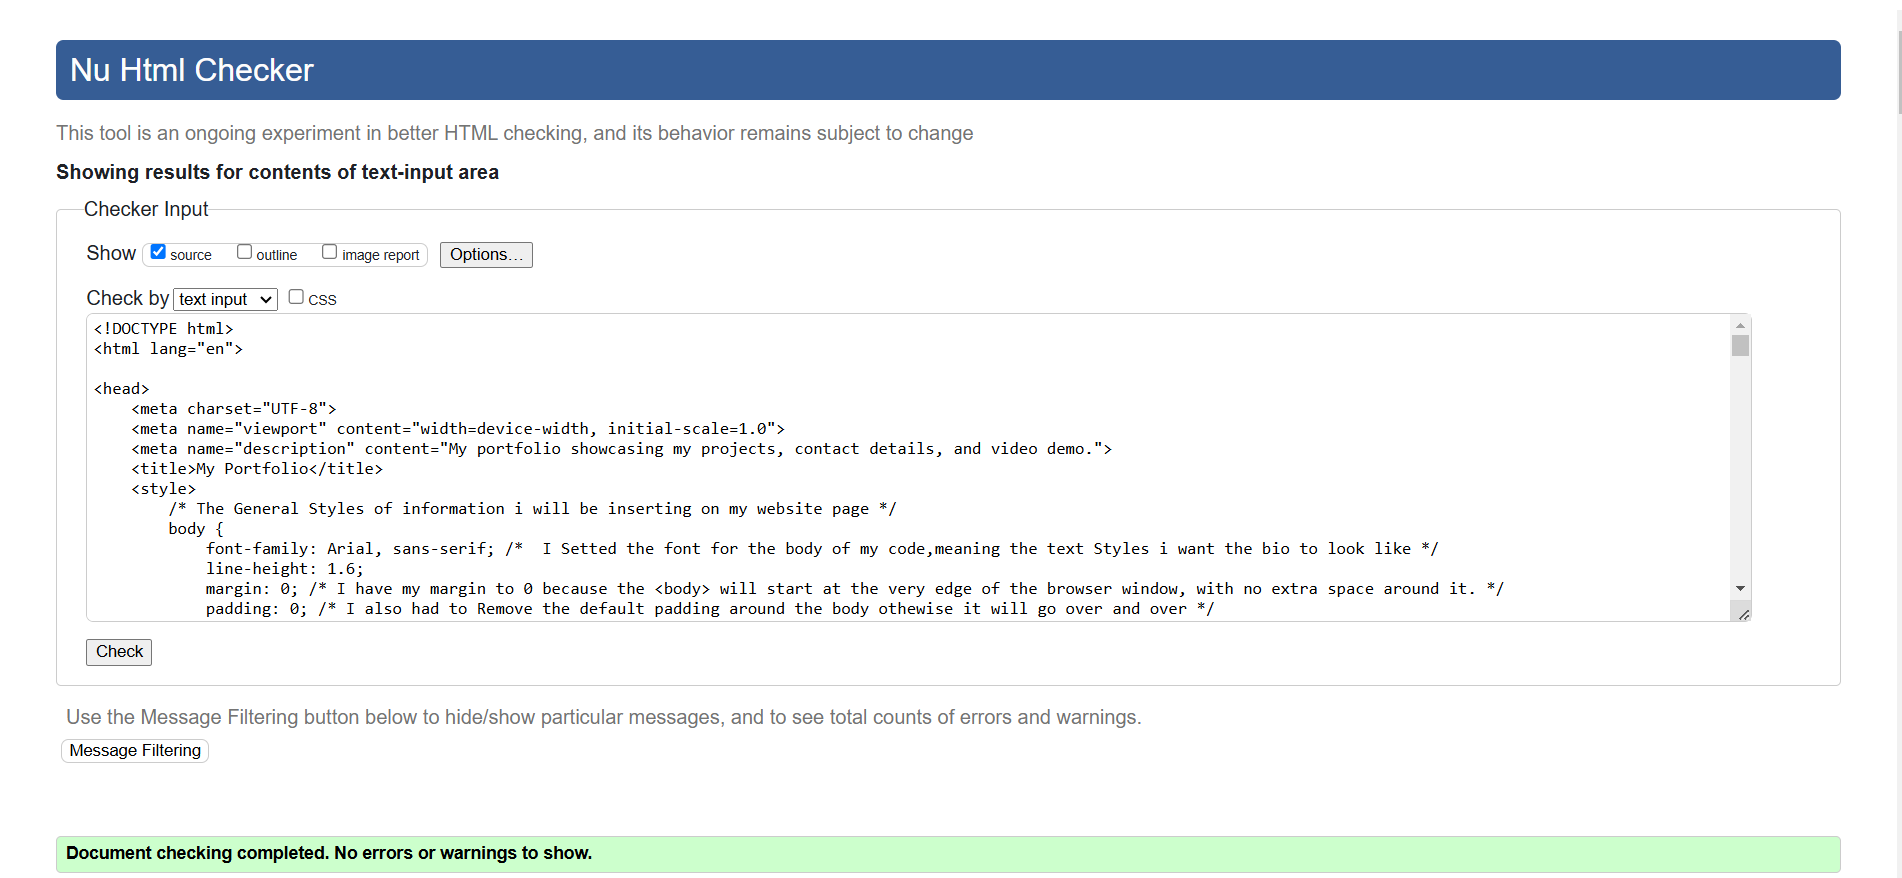 Nu Html Checker
This tool is an ongoing experiment in better HTML checking, and its behavior remains subject to change
Showing results for contents of text-input area
Checker Input
Show source outline image report Options...
Check by text input CSS
<!DOCTYPE html>
<html lang="en">
<head>
    <meta charset="UTF-8">
    <meta name="viewport" content="width=device-width, initial-scale=1.0">
    <meta name="description" content="My portfolio showcasing my projects, contact details, and video demo.">
    <title>My Portfolio</title>
    <style>
        /* The General Styles of information i will be inserting on my website page */
        body {
            font-family: Arial, sans-serif; /*  I Setted the font for the body of my code,meaning the text Styles i want the bio to look like */
            line-height: 1.6;
            margin: 0; /* I have my margin to 0 because the <body> will start at the very edge of the browser window, with no extra space around it. */
            padding: 0; /* I also had to Remove the default padding around the body othewise it will go over and over */
Check
Use the Message Filtering button below to hide/show particular messages, and to see total counts of errors and warnings.
Message Filtering
Document checking completed. No errors or warnings to show.